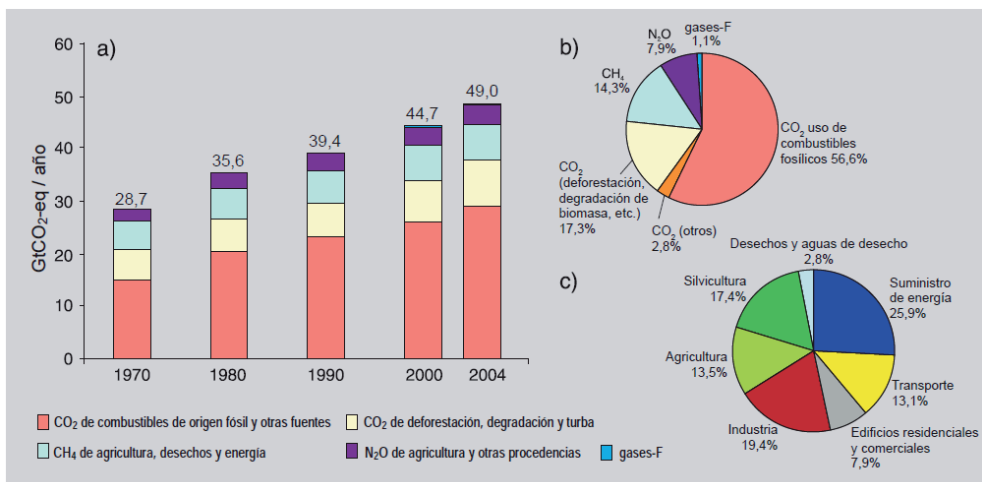 a)
GtCO₂-eq / año
60
50
40
30
20
10
0
28,7
35,6
39,4
44,7
49,0
1970
1980
1990
2000
2004
CO₂ de combustibles de origen fósil y otras fuentes
CO₂ de deforestación, degradación y turba
CH₄ de agricultura, desechos y energía
N₂O de agricultura y otras procedencias
gases-F
b)
N₂O
7,9%
gases-F
1,1%
CH₄
14,3%
CO₂ uso de
combustibles
fosílicos 56,6%
CO₂
(deforestación,
degradación de
biomasa, etc.)
17,3%
CO₂ (otros)
2,8%
c)
Desechos y aguas de desecho
2,8%
Silvicultura
17,4%
Suministro
de energía
25,9%
Agricultura
13,5%
Transporte
13,1%
Industria
19,4%
Edificios residenciales
y comerciales
7,9%